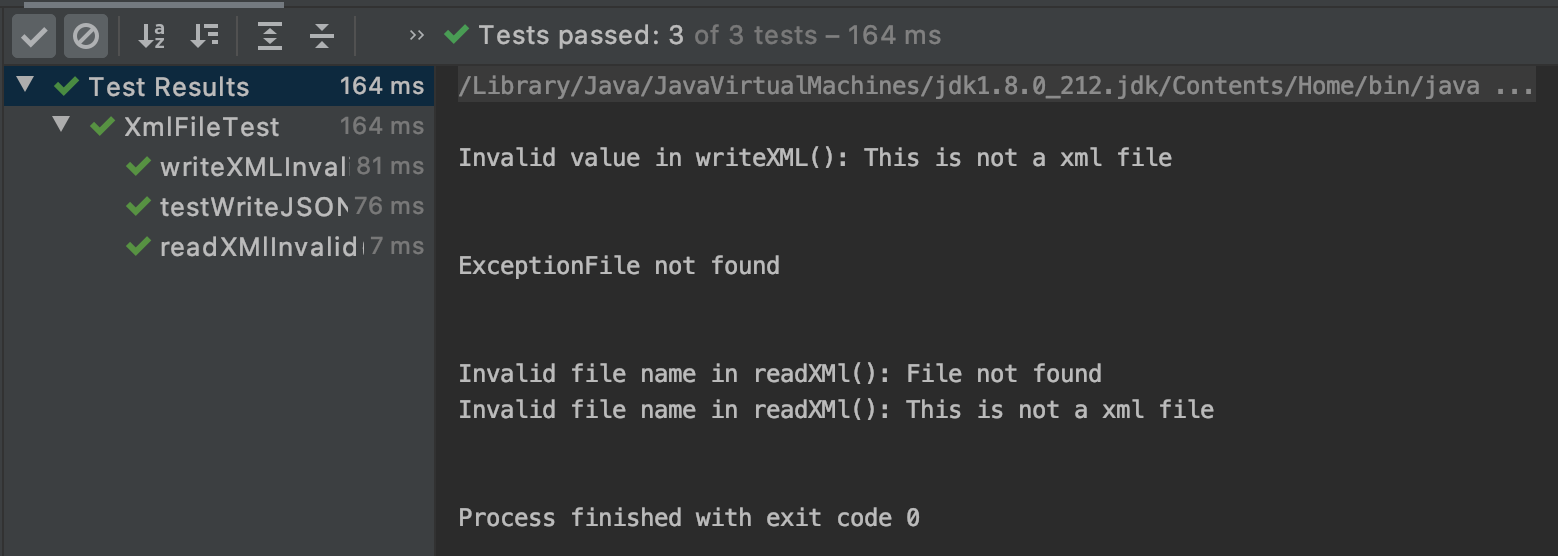 » Tests passed: 3 of 3 tests – 164 ms
Test Results 164 ms
XmlFileTest 164 ms
writeXMLInvali 81 ms
testWriteJSON 76 ms
readXMlInvalid 7 ms
/Library/Java/JavaVirtualMachines/jdk1.8.0_212.jdk/Contents/Home/bin/java ...
Invalid value in writeXML(): This is not a xml file
ExceptionFile not found
Invalid file name in readXMl(): File not found
Invalid file name in readXMl(): This is not a xml file
Process finished with exit code 0